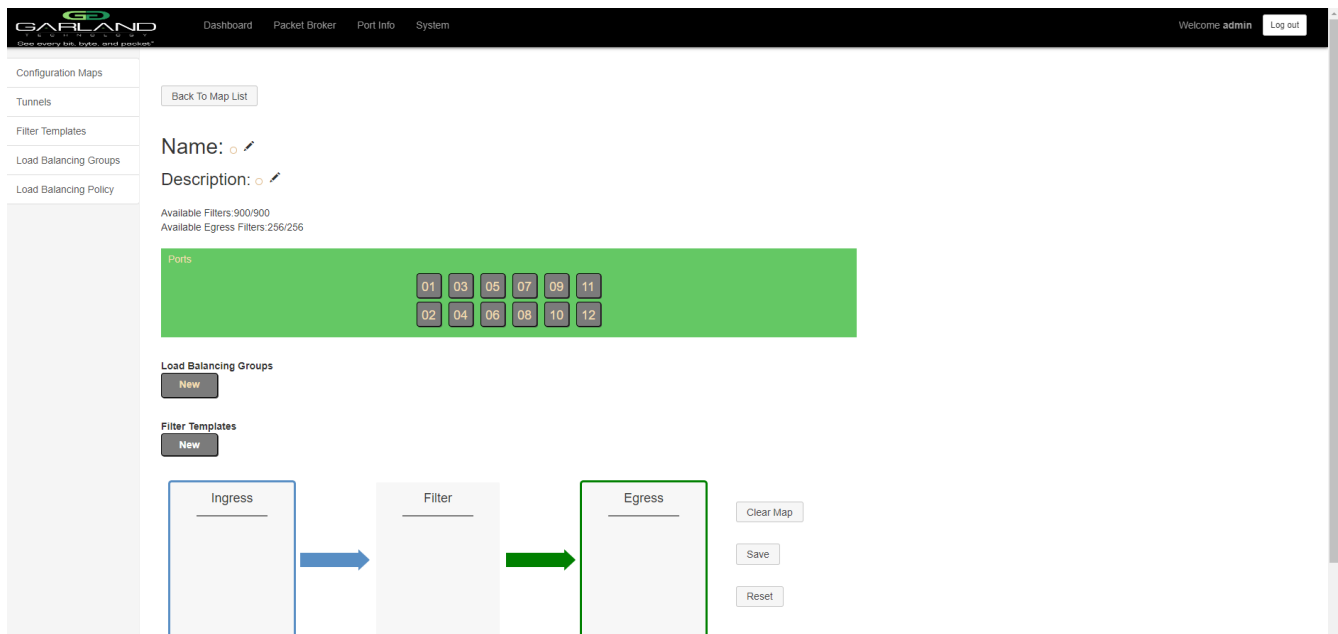 GARLAND
TECHNOLOGY
See every bit, byte, and packet®
Dashboard Packet Broker Port Info System
Welcome admin Log out
Configuration Maps
Tunnels
Filter Templates
Load Balancing Groups
Load Balancing Policy
Back To Map List
Name:
Description:
Available Filters:900/900
Available Egress Filters:256/256
Ports
01 03 05 07 09 11
02 04 06 08 10 12
Load Balancing Groups
New
Filter Templates
New
Ingress Filter Egress
Clear Map
Save
Reset